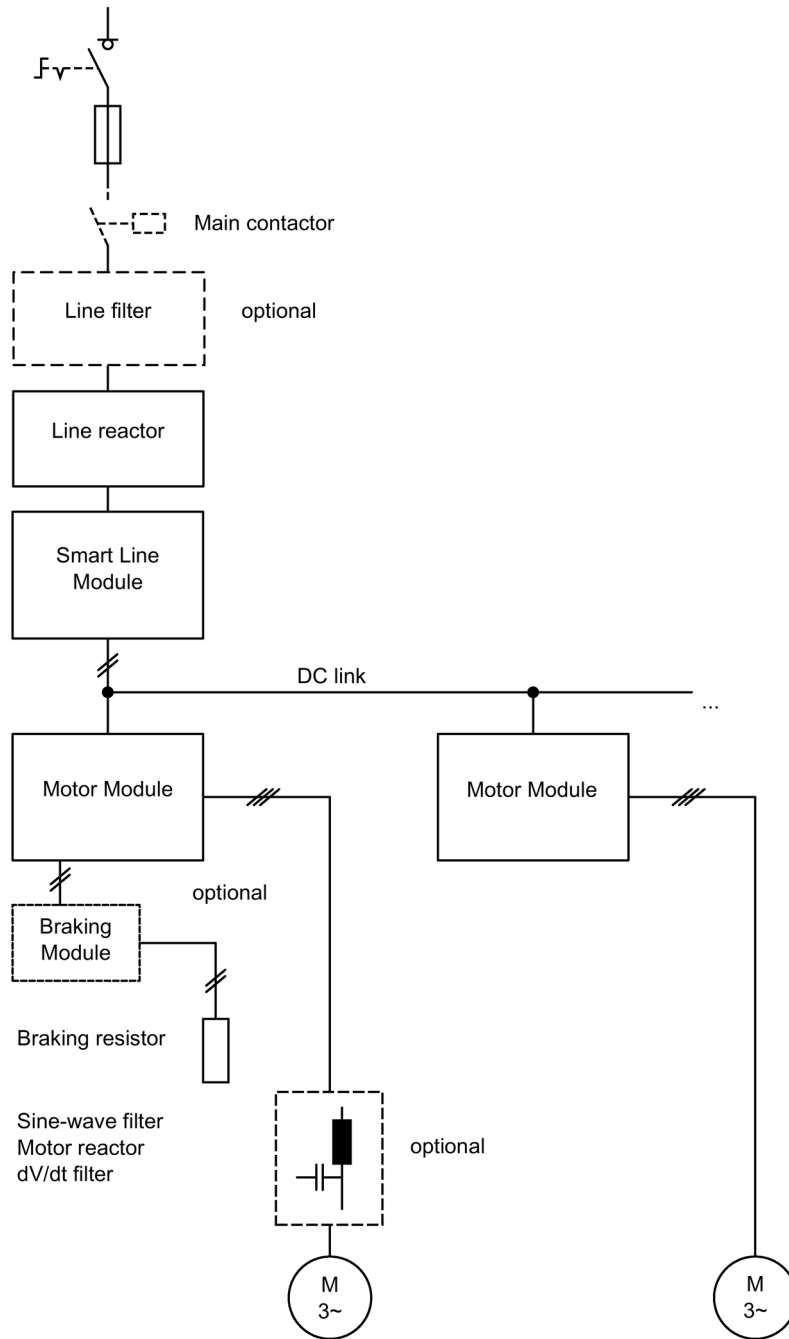 Main contactor
Line filter
optional
Line reactor
Smart Line
Module
DC link
...
Motor Module
Motor Module
optional
Braking
Module
Braking resistor
Sine-wave filter
Motor reactor
dV/dt filter
optional
M
3~
M
3~